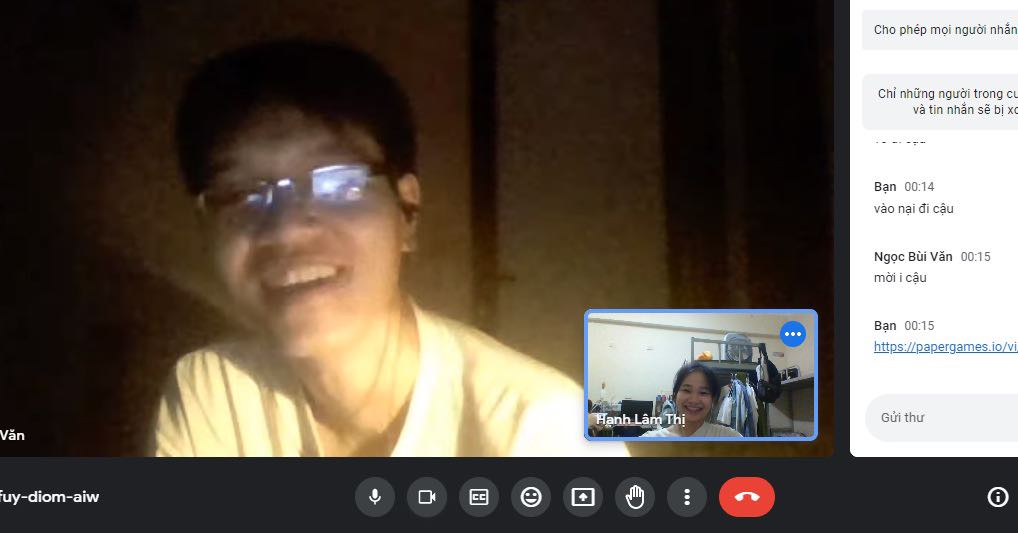 Văn
Hạnh Lâm Thị
fuy-diom-aiw
Cho phép mọi người nhắn
Chỉ những người trong cu
và tin nhắn sẽ bị xo
Bạn 00:14
vào nại đi cậu
Ngọc Bùi Văn 00:15
mời i cậu
Bạn 00:15
https://papergames.io/vi/
Gửi thư